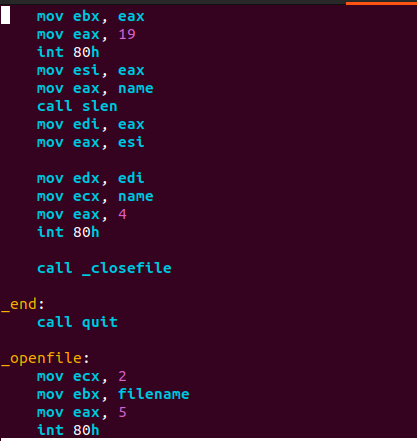 mov ebx, eax
mov eax, 19
int 80h
mov esi, eax
mov eax, name
call slen
mov edi, eax
mov eax, esi
mov edx, edi
mov ecx, name
mov eax, 4
int 80h
call _closefile
_end:
call quit
_openfile:
mov ecx, 2
mov ebx, filename
mov eax, 5
int 80h